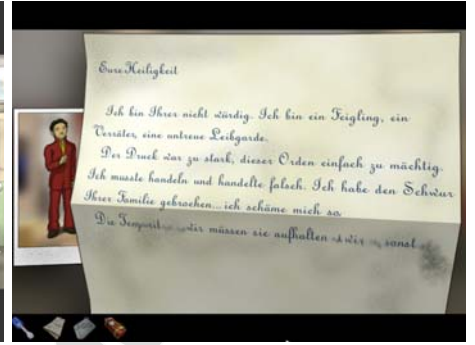 Eure Heiligkeit
Ich bin Ihrer nicht würdig. Ich bin ein Feigling, ein
Verräter, eine untreue Leibgarde.
Der Druck war zu stark, dieser Orden einfach zu mächtig.
Ich musste handeln und handelte falsch. Ich habe den Schwur
Ihrer Familie gebrochen... ich schäme mich so
Die wir müssen sie aufhalten wir sonst